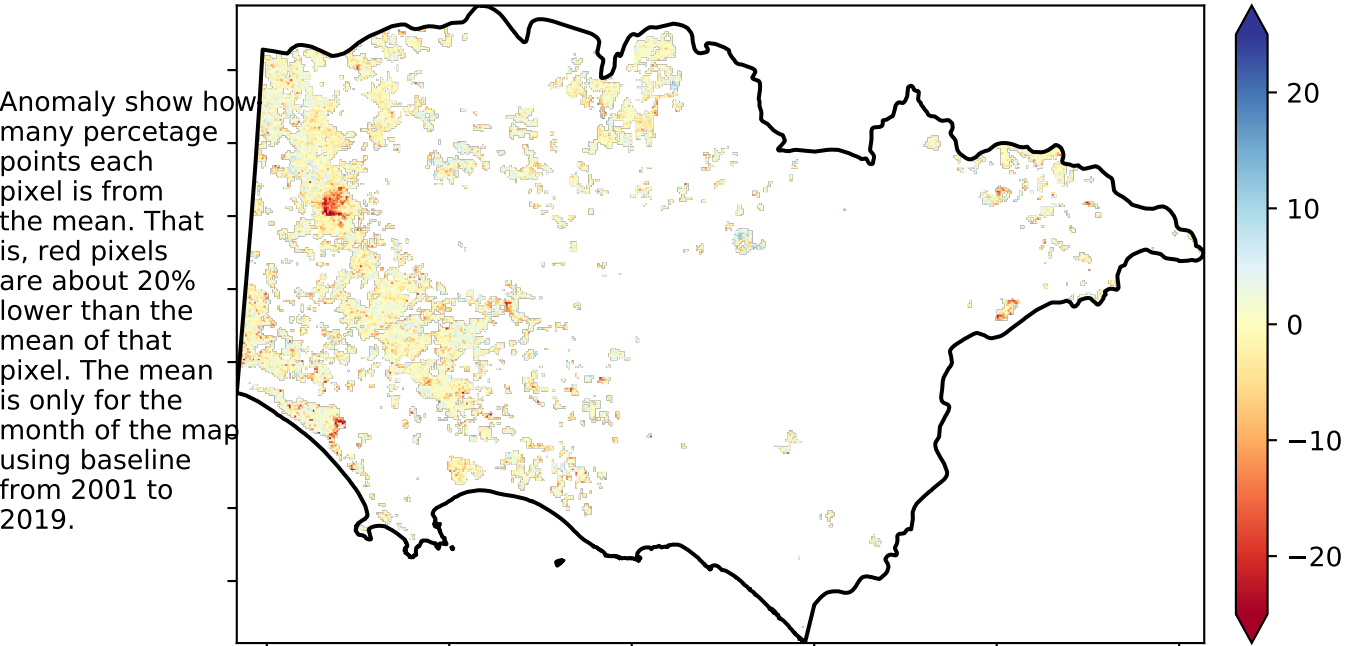 Anomaly show how
many percetage
points each
pixel is from
the mean. That
is, red pixels
are about 20%
lower than the
mean of that
pixel. The mean
is only for the
month of the map
using baseline
from 2001 to
2019.
20
10
0
−10
−20